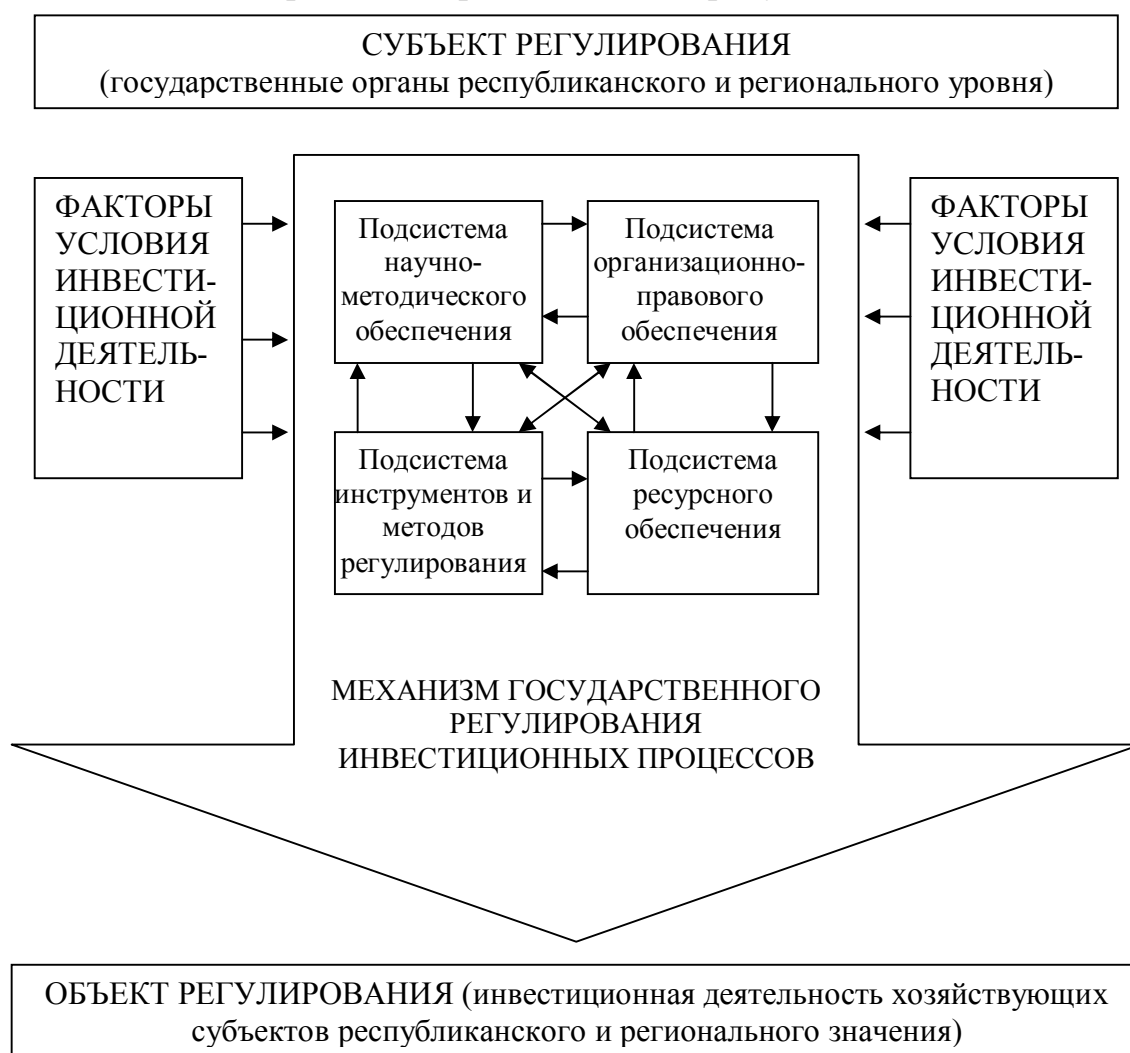 СУБЪЕКТ РЕГУЛИРОВАНИЯ
(государственные органы республиканского и регионального уровня)
ФАКТОРЫ
УСЛОВИЯ
ИНВЕСТИ-
ЦИОННОЙ
ДЕЯТЕЛЬ-
НОСТИ
Подсистема
научно-
методического
обеспечения
Подсистема
организационно-
правового
обеспечения
ФАКТОРЫ
УСЛОВИЯ
ИНВЕСТИ-
ЦИОННОЙ
ДЕЯТЕЛЬ-
НОСТИ
Подсистема
инструментов и
методов
регулирования
Подсистема
ресурсного
обеспечения
МЕХАНИЗМ ГОСУДАРСТВЕННОГО
РЕГУЛИРОВАНИЯ
ИНВЕСТИЦИОННЫХ ПРОЦЕССОВ
ОБЪЕКТ РЕГУЛИРОВАНИЯ (инвестиционная деятельность хозяйствующих
субъектов республиканского и регионального значения)